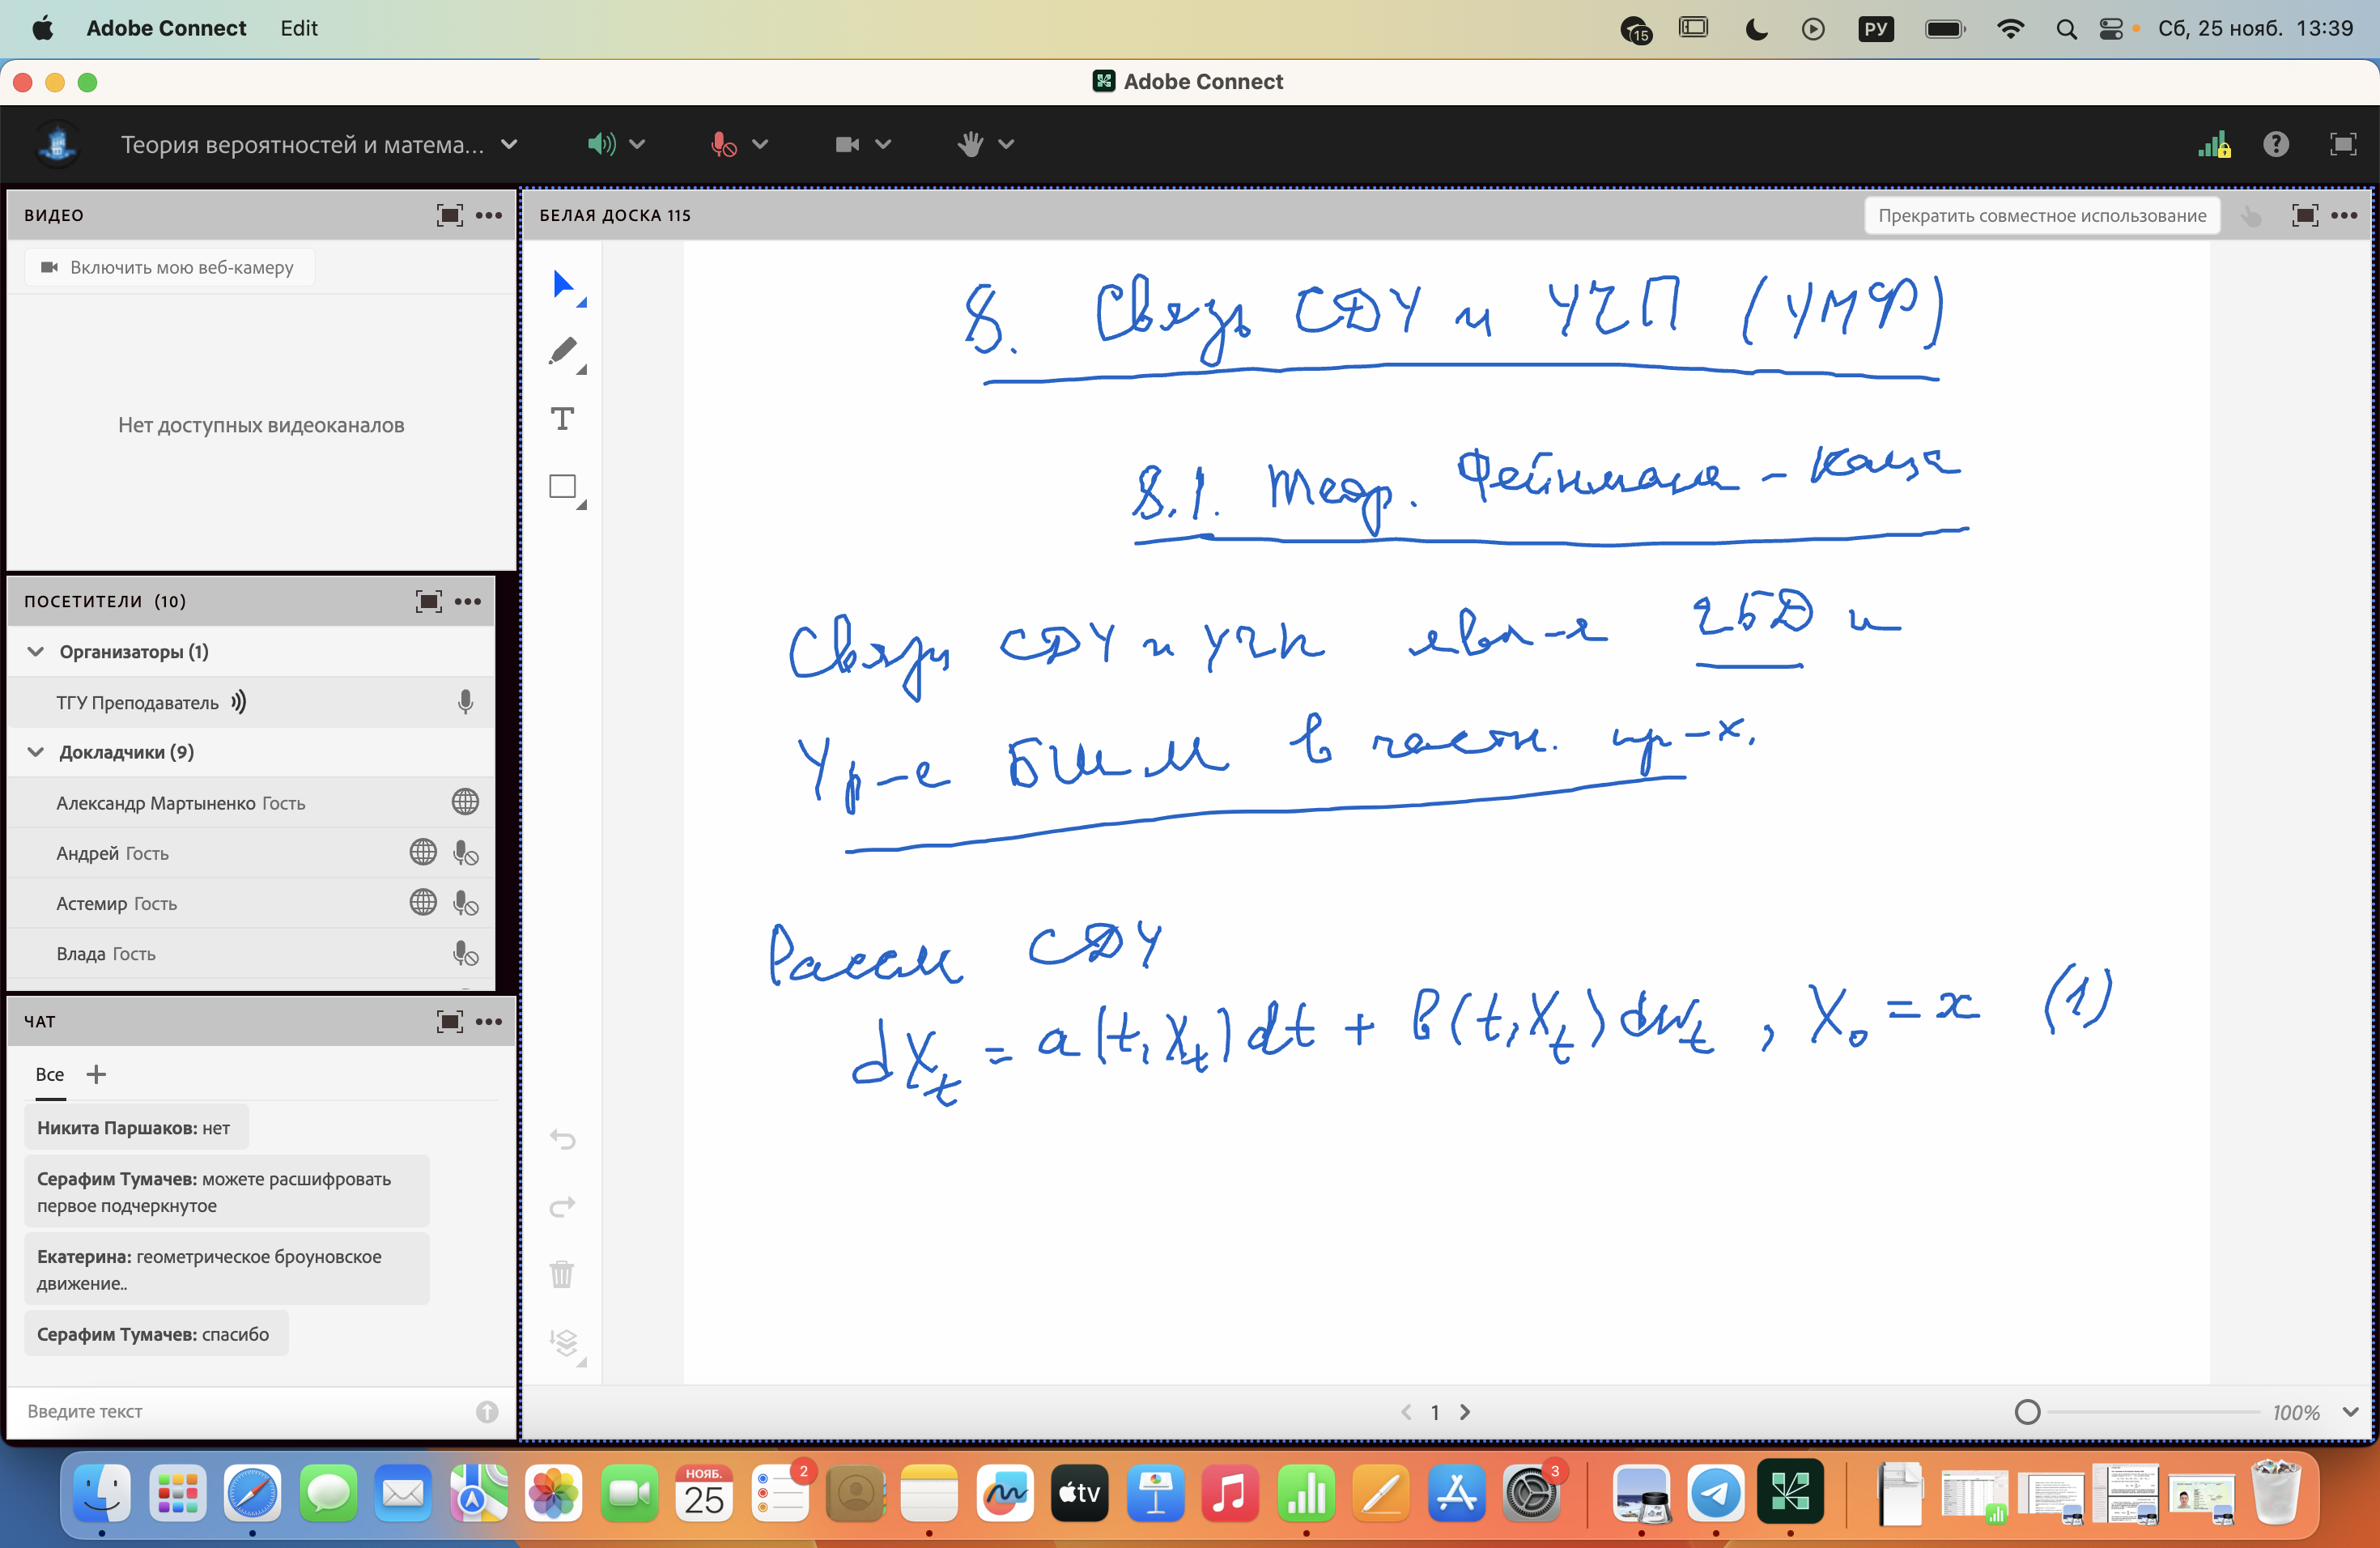 Adobe Connect Edit
15
РУ
Сб, 25 нояб. 13:39
Adobe Connect
Теория вероятностей и матема...
ВИДЕО
Включить мою веб-камеру
Нет доступных видеоканалов
ПОСЕТИТЕЛИ (10)
Организаторы (1)
ТГУ Преподаватель
Докладчики (9)
Александр Мартыненко Гость
Андрей Гость
Астемир Гость
Влада Гость
ЧАТ
Все
Никита Паршаков: нет
Серафим Тумачев: можете расшифровать
первое подчеркнутое
Екатерина: геометрическое броуновское
движение..
Серафим Тумачев: спасибо
Введите текст
БЕЛАЯ ДОСКА 115
Прекратить совместное использование
8. Связь СДУ и УЧП (УМФ)
8.1. Теор. Фейнмана - Каца
Связи СДУ и УЧП явл-я ГБД и
Ур-е БШМ в частн. пр-х.
Рассм СДУ
dX_t = a(t, X_t)dt + b(t, X_t)dw_t , X_0 = x (1)
1
100%
НОЯБ.
25
2
tv
3